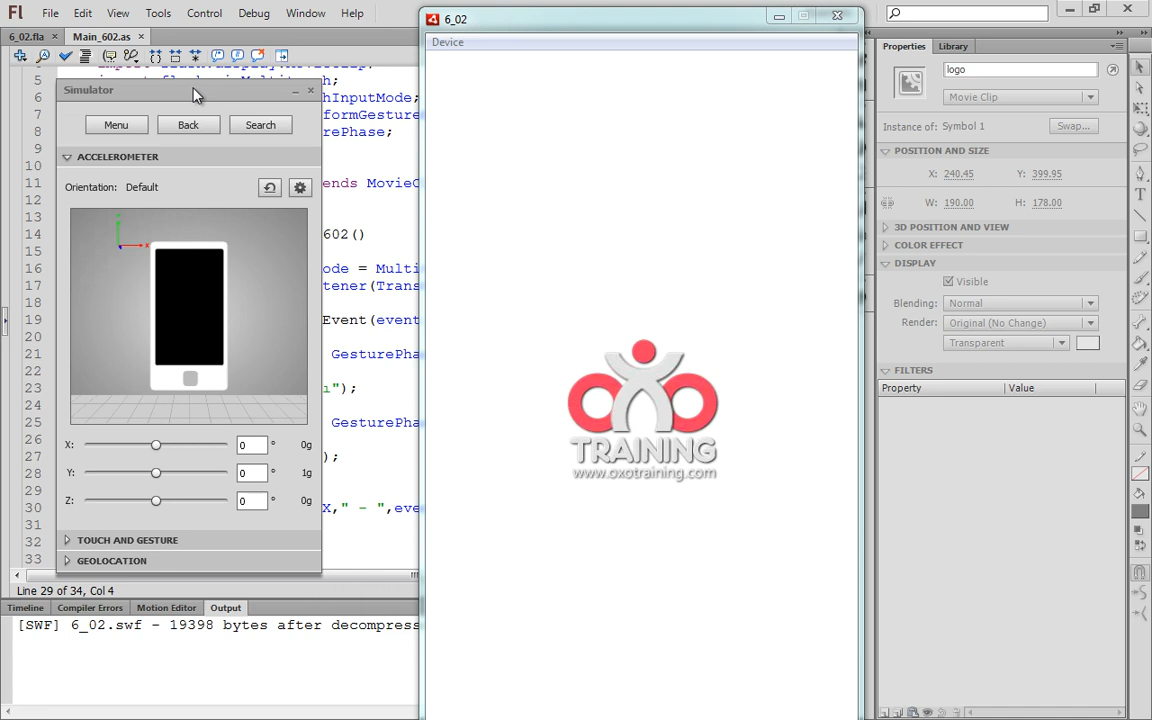 Fl File Edit View Tools Control Debug Window Help
6_02.fla × Main_602.as ×
6_02
Device
Simulator
Menu Back Search
ACCELEROMETER
Orientation: Default
X
X: 0 ° 0g
Y: 0 ° 1g
Z: 0 ° 0g
TOUCH AND GESTURE
GEOLOCATION
5
6 hInputMode;
7 formGesture
8 rePhase;
9
10
11 ends MovieC
12
13
14 602()
15
16 ode = Multi
17 tener(Trans
18
19 Event(event
20
21 GesturePha
22
23 ");
24
25 GesturePha
26
27 );
28
29
30 X," - ",eve
31
32
33
Line 29 of 34, Col 4
Timeline Compiler Errors Motion Editor Output
[SWF] 6_02.swf - 19398 bytes after decompress
TRAINING
www.oxotraining.com
Properties Library
logo
Movie Clip
Instance of: Symbol 1 Swap...
POSITION AND SIZE
X: 240.45 Y: 399.95
W: 190.00 H: 178.00
3D POSITION AND VIEW
COLOR EFFECT
DISPLAY
Visible
Blending: Normal
Render: Original (No Change)
Transparent
FILTERS
Property Value